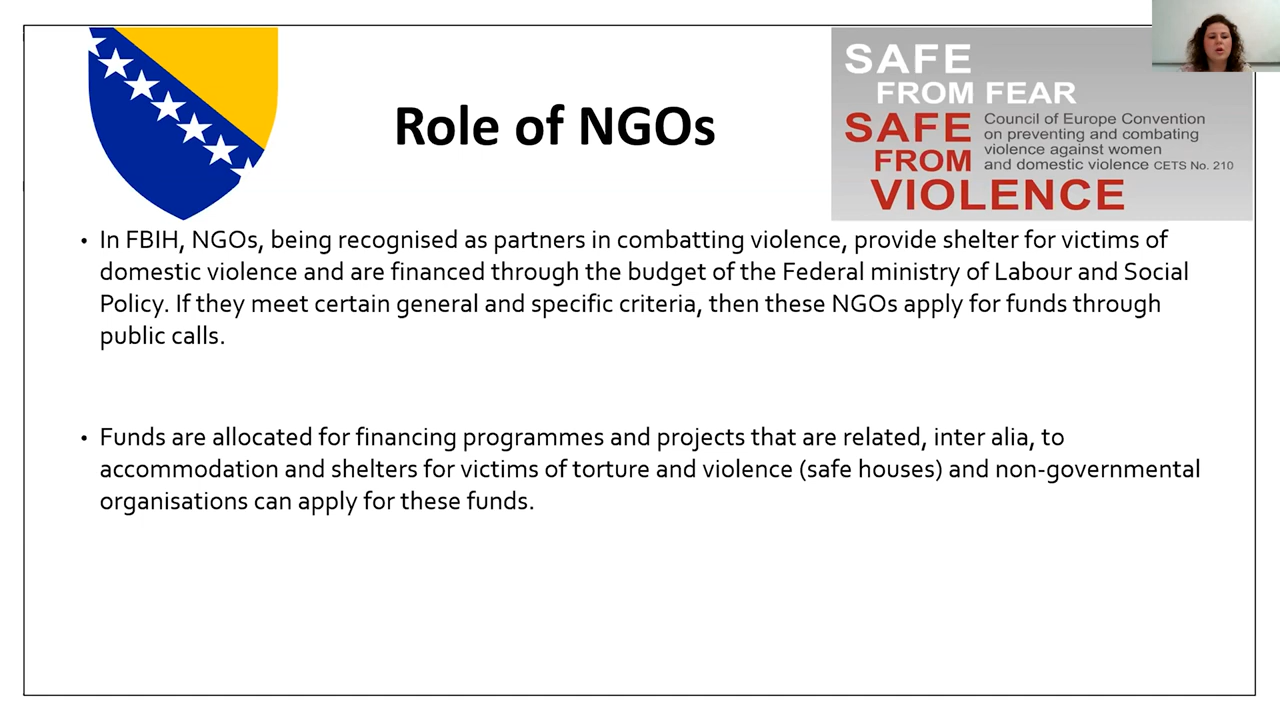 Role of NGOs
SAFE
FROM FEAR
SAFE
FROM
VIOLENCE
Council of Europe Convention
on preventing and combating
violence against women
and domestic violence CETS No. 210
• In FBIH, NGOs, being recognised as partners in combatting violence, provide shelter for victims of
domestic violence and are financed through the budget of the Federal ministry of Labour and Social
Policy. If they meet certain general and specific criteria, then these NGOs apply for funds through
public calls.
• Funds are allocated for financing programmes and projects that are related, inter alia, to
accommodation and shelters for victims of torture and violence (safe houses) and non-governmental
organisations can apply for these funds.